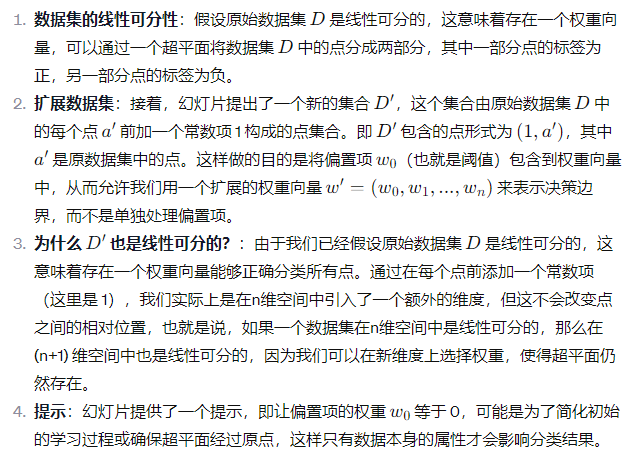 1. 数据集的线性可分性：假设原始数据集 D 是线性可分的，这意味着存在一个权重向
量，可以通过一个超平面将数据集 D 中的点分成两部分，其中一部分点的标签为
正，另一部分点的标签为负。
2. 扩展数据集：接着，幻灯片提出了一个新的集合 D′，这个集合由原始数据集 D 中
的每个点 a′ 前加一个常数项 1 构成的点集合。即 D′ 包含的点形式为 (1, a′)，其中
a′ 是原数据集中的点。这样做的目的是将偏置项 w₀（也就是阈值）包含到权重向量
中，从而允许我们用一个扩展的权重向量 w′ = (w₀, w₁, ..., wₙ) 来表示决策边
界，而不是单独处理偏置项。
3. 为什么 D′ 也是线性可分的？：由于我们已经假设原始数据集 D 是线性可分的，这
意味着存在一个权重向量能够正确分类所有点。通过在每个点前添加一个常数项
（这里是 1），我们实际上是在n维空间中引入了一个额外的维度，但这不会改变点
之间的相对位置，也就是说，如果一个数据集在n维空间中是线性可分的，那么在
(n+1) 维空间中也是线性可分的，因为我们可以在新维度上选择权重，使得超平面仍
然存在。
4. 提示：幻灯片提供了一个提示，即让偏置项的权重 w₀ 等于 0，可能是为了简化初始
的学习过程或确保超平面经过原点，这样只有数据本身的属性才会影响分类结果。